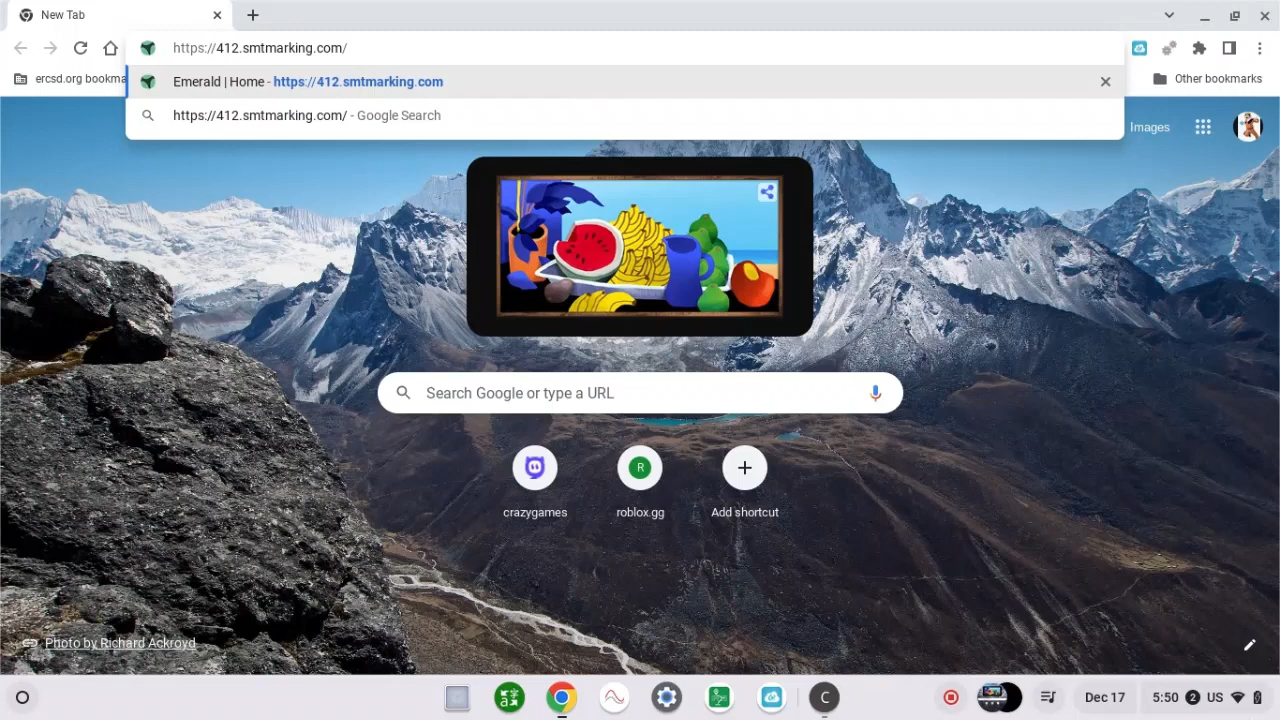 New Tab
https://412.smtmarking.com/
Emerald | Home - https://412.smtmarking.com
https://412.smtmarking.com/ - Google Search
ercsd.org bookma
Other bookmarks
Images
Search Google or type a URL
R
crazygames
roblox.gg
Add shortcut
Photo by Richard Ackroyd
C
Dec 17
5:50
2
US